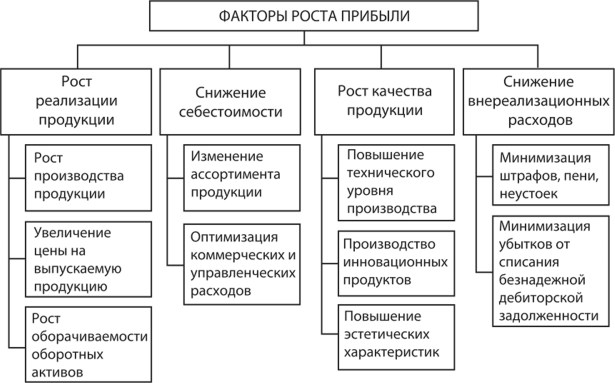 ФАКТОРЫ РОСТА ПРИБЫЛИ
Рост
реализации
продукции
Рост
производства
продукции
Увеличение
цены на
выпускаемую
продукцию
Рост
оборачиваемости
оборотных
активов
Снижение
себестоимости
Изменение
ассортимента
продукции
Оптимизация
коммерческих и
управленческих
расходов
Рост качества
продукции
Повышение
технического
уровня
производства
Производство
инновационных
продуктов
Повышение
эстетических
характеристик
Снижение
внереализационных
расходов
Минимизация
штрафов, пени,
неустоек
Минимизация
убытков от
списания
безнадежной
дебиторской
задолженности